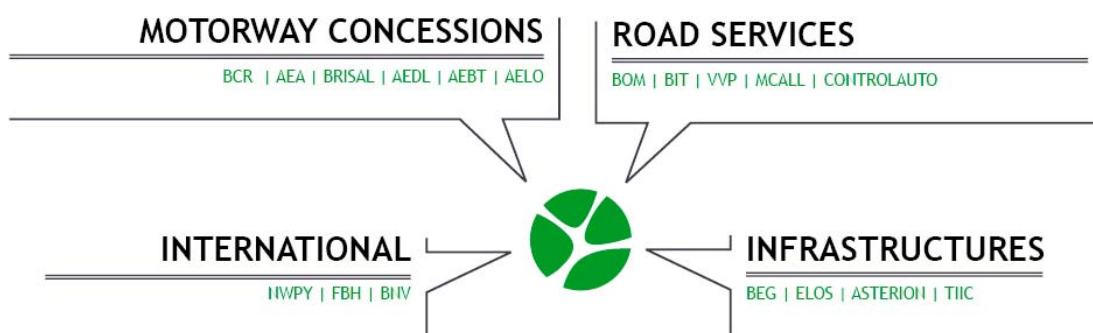 MOTORWAY CONCESSIONS
BCR | AEA | BRISAL | AEDL | AEBT | AELO
ROAD SERVICES
BOM | BIT | VVP | MCALL | CONTROLAUTO
INTERNATIONAL
NWPY | FBH | BNV
INFRASTRUCTURES
BEG | ELOS | ASTERION | TIIC